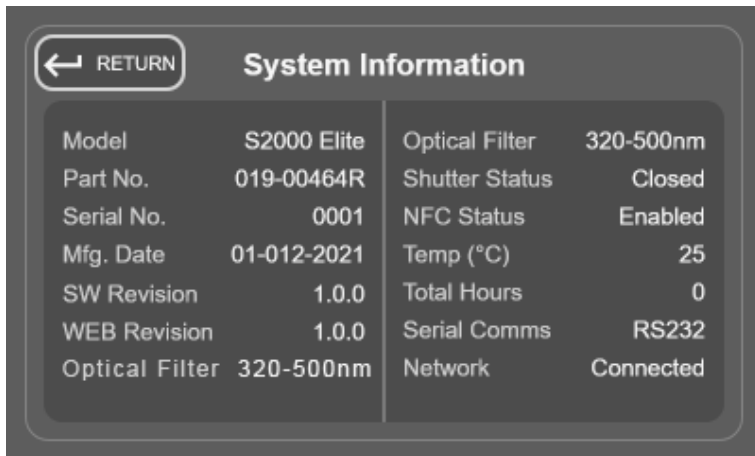 RETURN
System Information
Model S2000 Elite
Part No. 019-00464R
Serial No. 0001
Mfg. Date 01-012-2021
SW Revision 1.0.0
WEB Revision 1.0.0
Optical Filter 320-500nm
Optical Filter 320-500nm
Shutter Status Closed
NFC Status Enabled
Temp (°C) 25
Total Hours 0
Serial Comms RS232
Network Connected